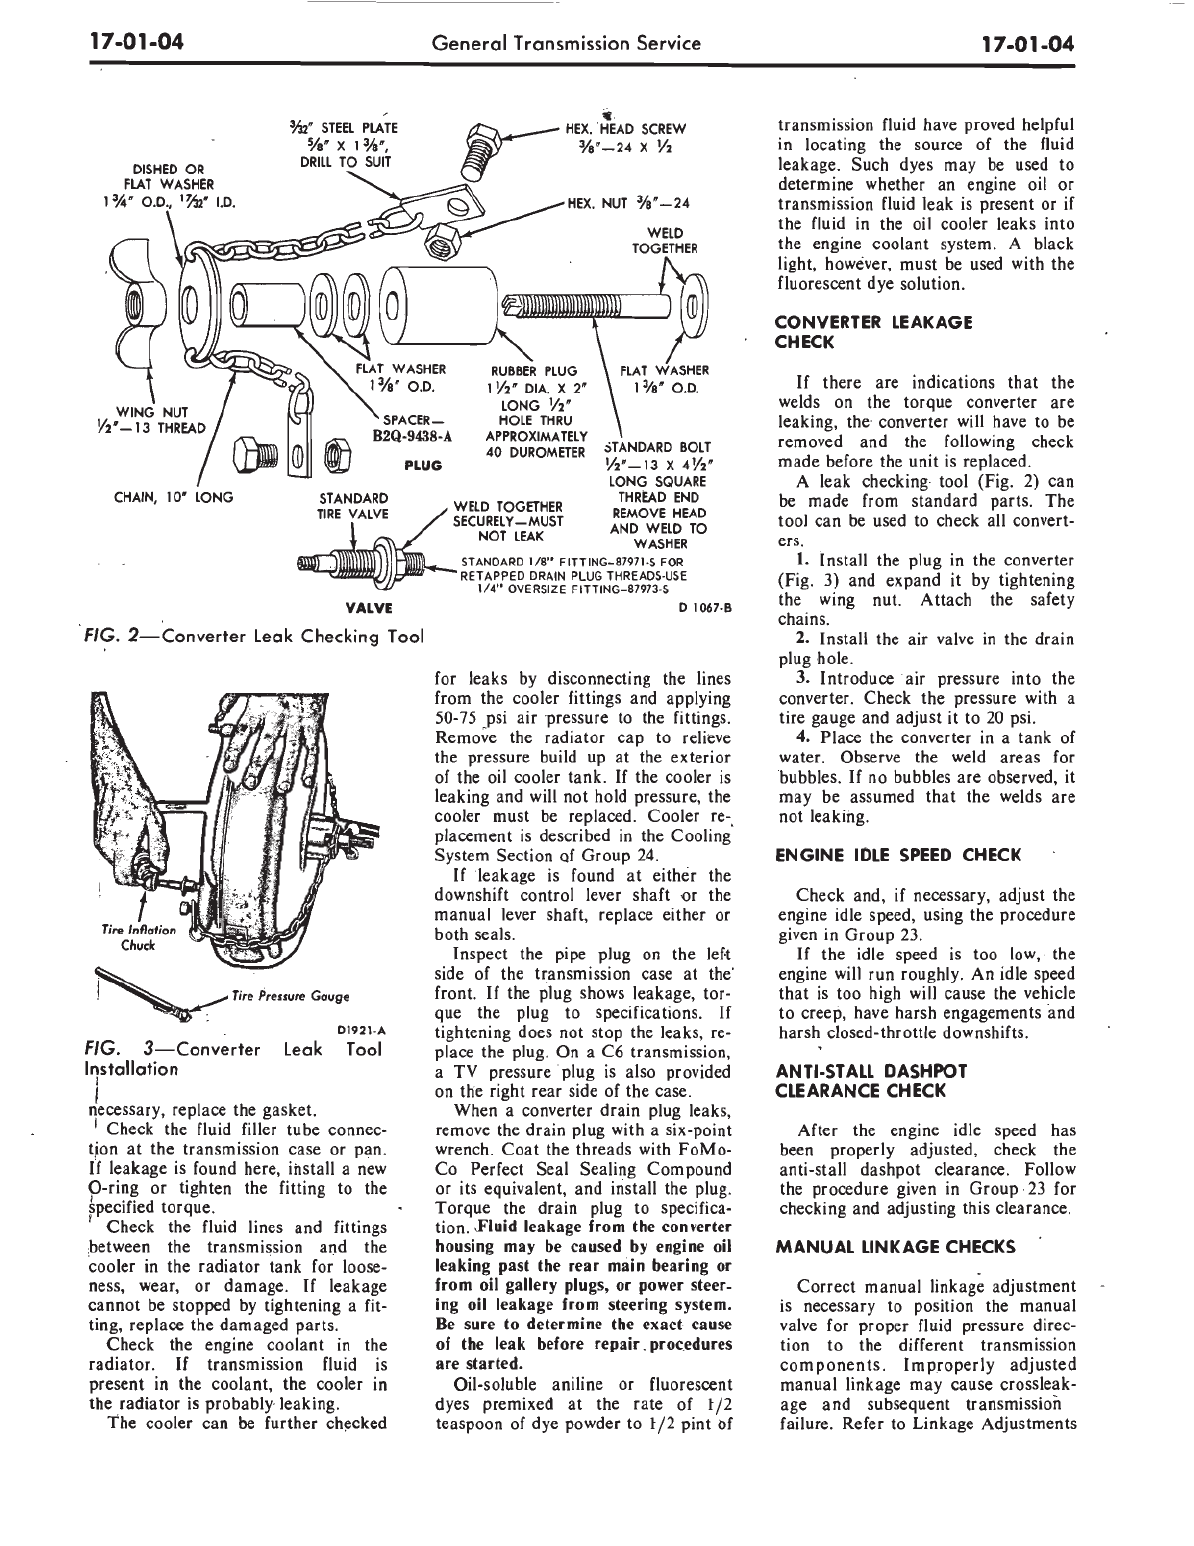 17-01-04
General Transmission Service
17-01-04
3/32" STEEL PLATE
5/8" X 1 3/8",
DRILL TO SUIT
HEX. HEAD SCREW
3/8"—24 X 1/2
DISHED OR
FLAT WASHER
1 3/4" O.D., 17/32" I.D.
HEX. NUT 3/8"—24
WELD
TOGETHER
FLAT WASHER
1 3/8" O.D.
RUBBER PLUG
1 1/2" DIA. X 2"
LONG 1/2"
HOLE THRU
APPROXIMATELY
40 DUROMETER
FLAT WASHER
1 3/8" O.D.
WING NUT
1/2"—13 THREAD
SPACER—
B2Q-9438-A
PLUG
STANDARD BOLT
1/2"—13 X 4 1/2"
LONG SQUARE
THREAD END
REMOVE HEAD
AND WELD TO
WASHER
CHAIN, 10" LONG
STANDARD
TIRE VALVE
WELD TOGETHER
SECURELY—MUST
NOT LEAK
STANDARD 1/8" FITTING—87971-S FOR
RETAPPED DRAIN PLUG THREADS-USE
1/4" OVERSIZE FITTING—87973-S
VALVE
D 1067-B
FIG. 2—Converter Leak Checking Tool
Tire Inflation
Chuck
Tire Pressure Gauge
D1921-A
FIG. 3—Converter Leak Tool
Installation
necessary, replace the gasket.
Check the fluid filler tube connec-
tion at the transmission case or pan.
If leakage is found here, install a new
O-ring or tighten the fitting to the
specified torque.
Check the fluid lines and fittings
between the transmission and the
cooler in the radiator tank for loose-
ness, wear, or damage. If leakage
cannot be stopped by tightening a fit-
ting, replace the damaged parts.
Check the engine coolant in the
radiator. If transmission fluid is
present in the coolant, the cooler in
the radiator is probably leaking.
The cooler can be further checked
for leaks by disconnecting the lines
from the cooler fittings and applying
50-75 psi air pressure to the fittings.
Remove the radiator cap to relieve
the pressure build up at the exterior
of the oil cooler tank. If the cooler is
leaking and will not hold pressure, the
cooler must be replaced. Cooler re-
placement is described in the Cooling
System Section of Group 24.
If leakage is found at either the
downshift control lever shaft or the
manual lever shaft, replace either or
both seals.
Inspect the pipe plug on the left
side of the transmission case at the
front. If the plug shows leakage, tor-
que the plug to specifications. If
tightening does not stop the leaks, re-
place the plug. On a C6 transmission,
a TV pressure plug is also provided
on the right rear side of the case.
When a converter drain plug leaks,
remove the drain plug with a six-point
wrench. Coat the threads with FoMo-
Co Perfect Seal Sealing Compound
or its equivalent, and install the plug.
Torque the drain plug to specifica-
tion. Fluid leakage from the converter
housing may be caused by engine oil
leaking past the rear main bearing or
from oil gallery plugs, or power steer-
ing oil leakage from steering system.
Be sure to determine the exact cause
of the leak before repair procedures
are started.
Oil-soluble aniline or fluorescent
dyes premixed at the rate of 1/2
teaspoon of dye powder to 1/2 pint of
transmission fluid have proved helpful
in locating the source of the fluid
leakage. Such dyes may be used to
determine whether an engine oil or
transmission fluid leak is present or if
the fluid in the oil cooler leaks into
the engine coolant system. A black
light, however, must be used with the
fluorescent dye solution.
CONVERTER LEAKAGE
CHECK
If there are indications that the
welds on the torque converter are
leaking, the converter will have to be
removed and the following check
made before the unit is replaced.
A leak checking tool (Fig. 2) can
be made from standard parts. The
tool can be used to check all convert-
ers.
1. Install the plug in the converter
(Fig. 3) and expand it by tightening
the wing nut. Attach the safety
chains.
2. Install the air valve in the drain
plug hole.
3. Introduce air pressure into the
converter. Check the pressure with a
tire gauge and adjust it to 20 psi.
4. Place the converter in a tank of
water. Observe the weld areas for
bubbles. If no bubbles are observed, it
may be assumed that the welds are
not leaking.
ENGINE IDLE SPEED CHECK
Check and, if necessary, adjust the
engine idle speed, using the procedure
given in Group 23.
If the idle speed is too low, the
engine will run roughly. An idle speed
that is too high will cause the vehicle
to creep, have harsh engagements and
harsh closed-throttle downshifts.
ANTI-STALL DASHPOT
CLEARANCE CHECK
After the engine idle speed has
been properly adjusted, check the
anti-stall dashpot clearance. Follow
the procedure given in Group 23 for
checking and adjusting this clearance.
MANUAL LINKAGE CHECKS
Correct manual linkage adjustment
is necessary to position the manual
valve for proper fluid pressure direc-
tion to the different transmission
components. Improperly adjusted
manual linkage may cause crossleak-
age and subsequent transmission
failure. Refer to Linkage Adjustments